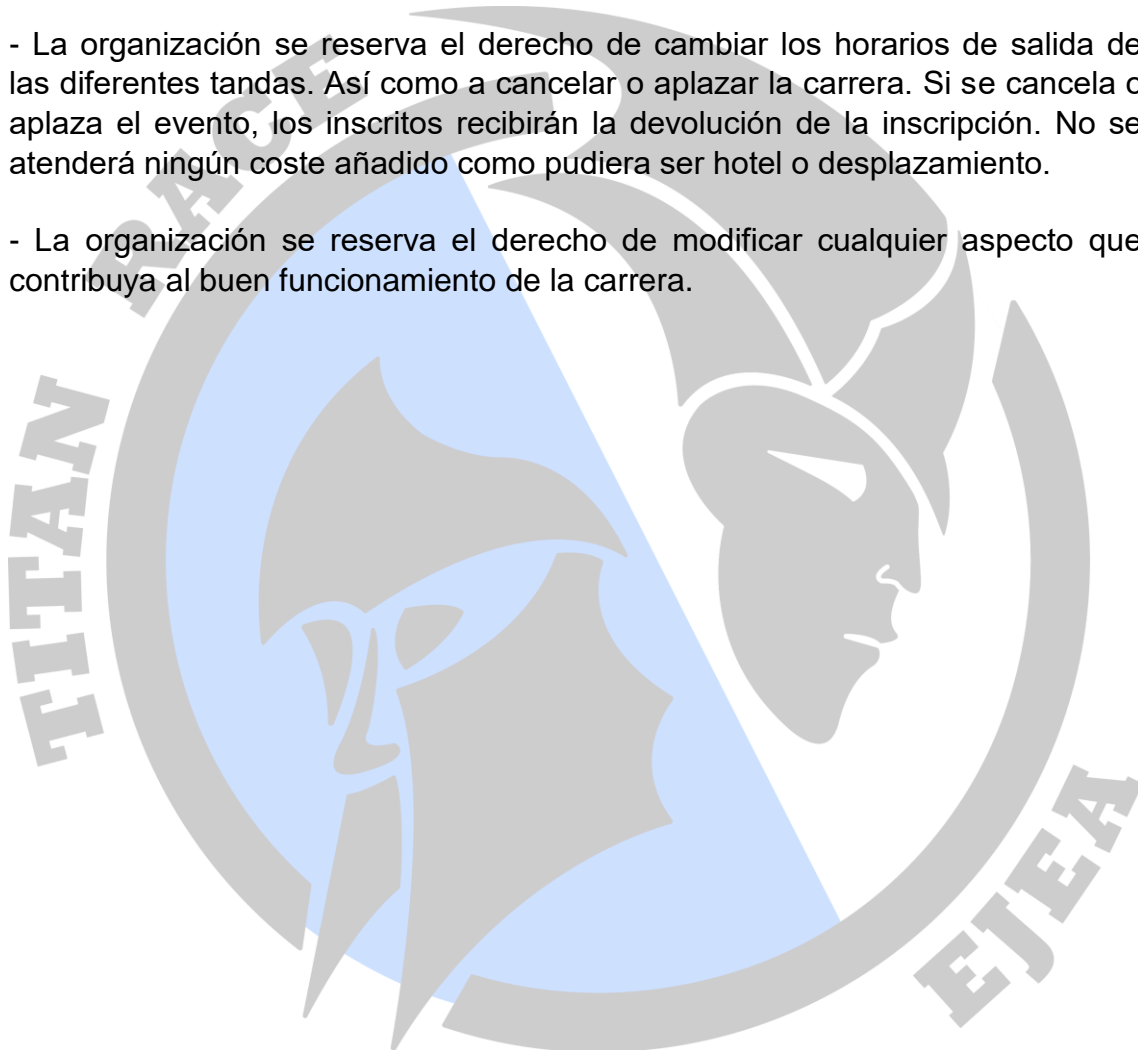 - La organización se reserva el derecho de cambiar los horarios de salida de
las diferentes tandas. Así como a cancelar o aplazar la carrera. Si se cancela o
aplaza el evento, los inscritos recibirán la devolución de la inscripción. No se
atenderá ningún coste añadido como pudiera ser hotel o desplazamiento.
- La organización se reserva el derecho de modificar cualquier aspecto que
contribuya al buen funcionamiento de la carrera.
TITAN RACE
EJEA